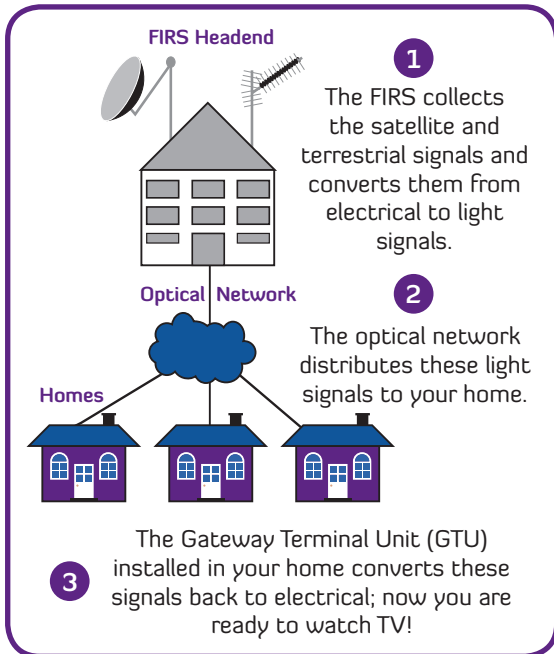 FIRS Headend
1
The FIRS collects
the satellite and
terrestrial signals and
converts them from
electrical to light
signals.
Optical Network
2
The optical network
distributes these light
signals to your home.
Homes
3
The Gateway Terminal Unit (GTU)
installed in your home converts these
signals back to electrical; now you are
ready to watch TV!